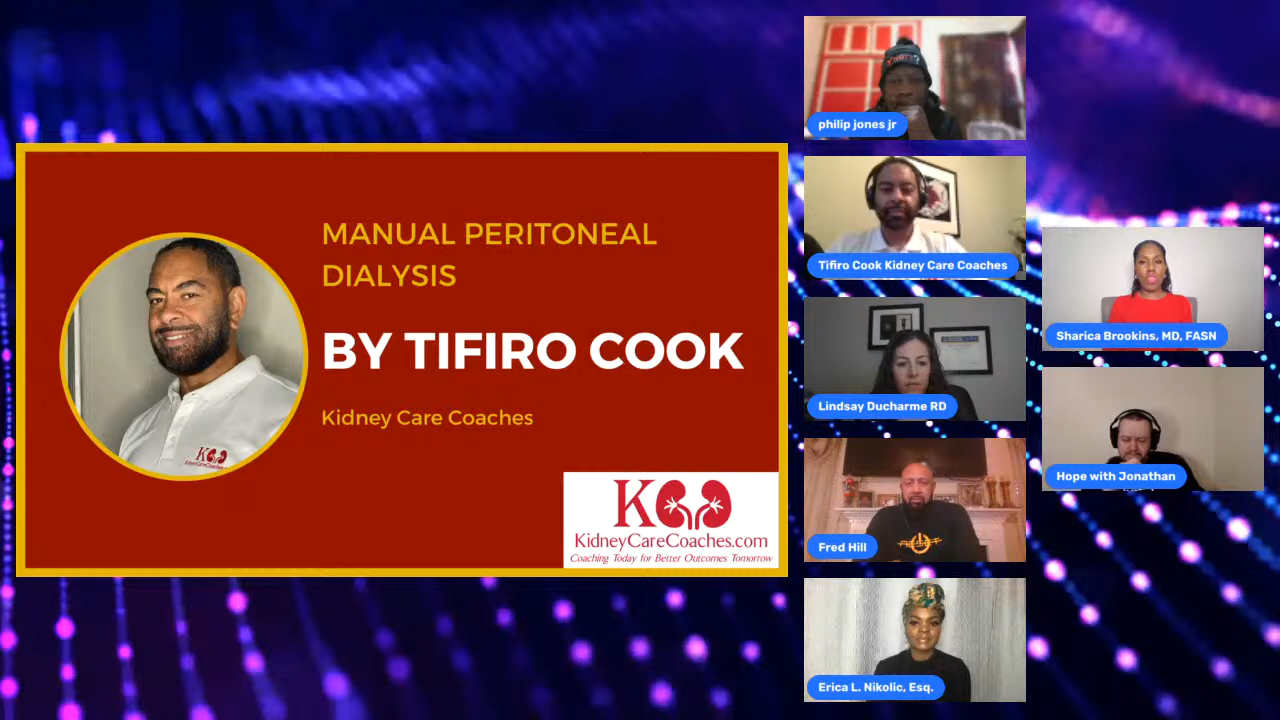 MANUAL PERITONEAL
DIALYSIS
BY TIFIRO COOK
Kidney Care Coaches
K
KidneyCareCoaches.com
Coaching Today for Better Outcomes Tomorrow
K
philip jones jr
Tifiro Cook Kidney Care Coaches
Lindsay Ducharme RD
Fred Hill
Erica L. Nikolic, Esq.
Sharica Brookins, MD, FASN
Hope with Jonathan